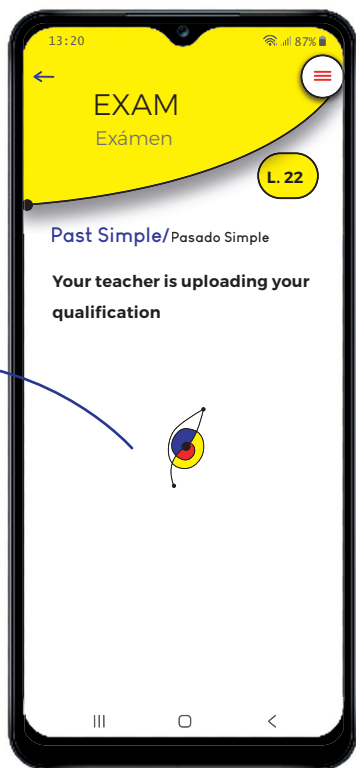 13:20 87%
EXAM
Exámen
L. 22
Past Simple/Pasado Simple
Your teacher is uploading your
qualification